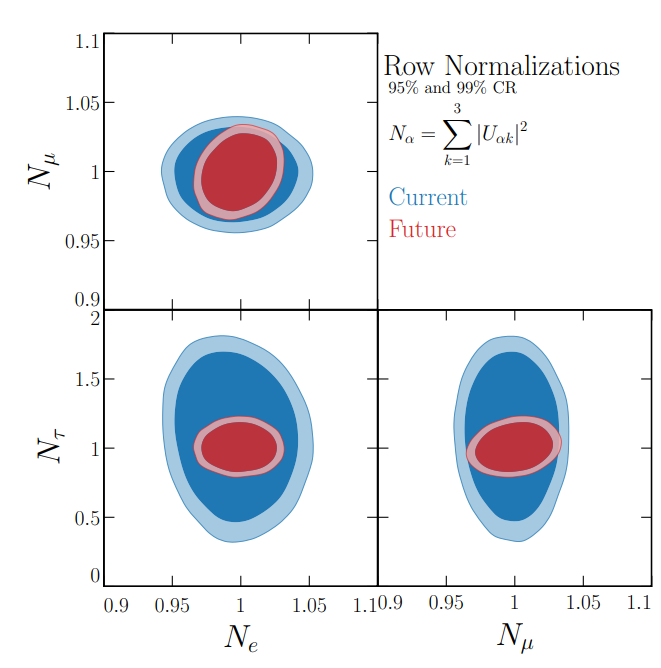 1.1
Row Normalizations
95% and 99% CR
1.05
N_α = ∑_{k=1}^{3} |U_{αk}|²
N_μ
1
Current
Future
0.95
0.9
2
1.5
N_τ
1
0.5
0
0.9 0.95 1 1.05 1.1 0.9 0.95 1 1.05 1.1
N_e N_μ